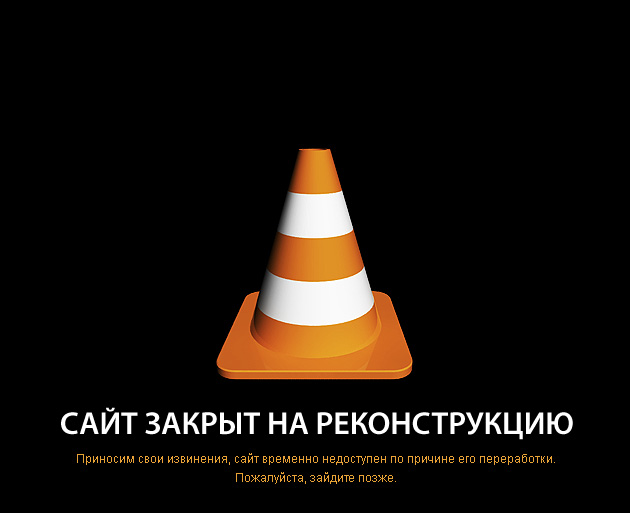 САЙТ ЗАКРЫТ НА РЕКОНСТРУКЦИЮ
Приносим свои извинения, сайт временно недоступен по причине его переработки.
Пожалуйста, зайдите позже.